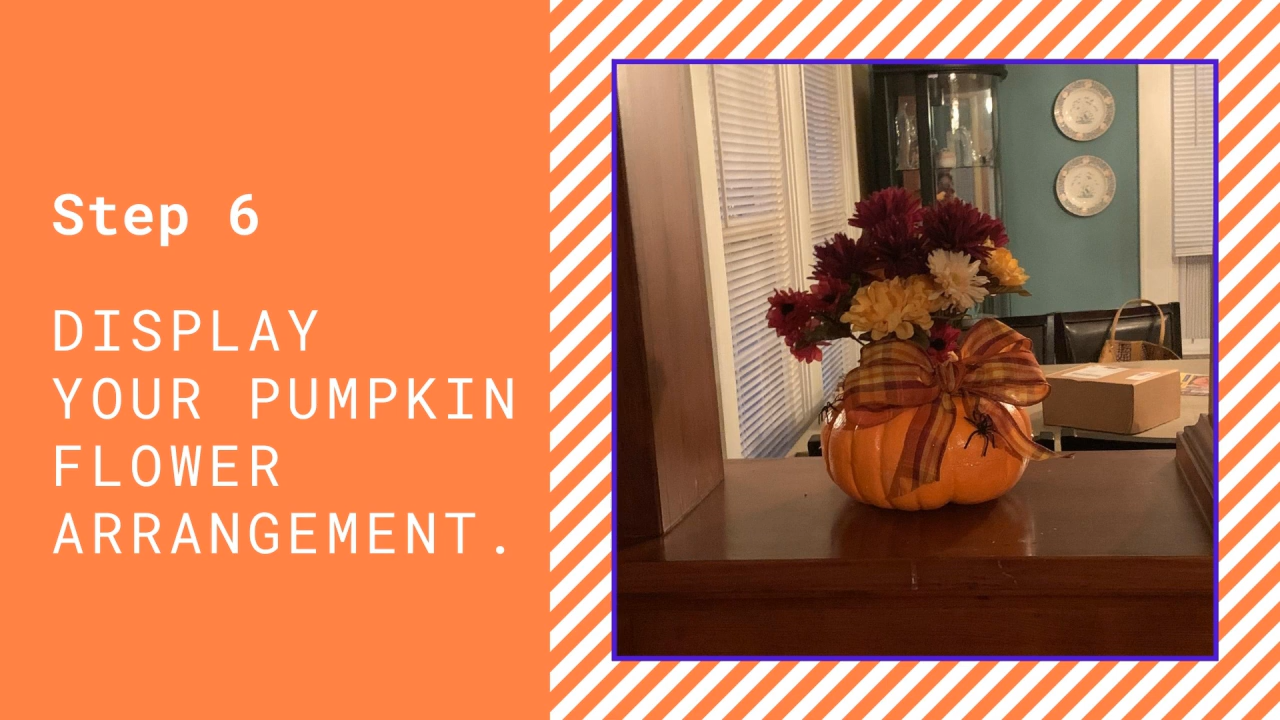 Step 6
DISPLAY
YOUR PUMPKIN
FLOWER
ARRANGEMENT.